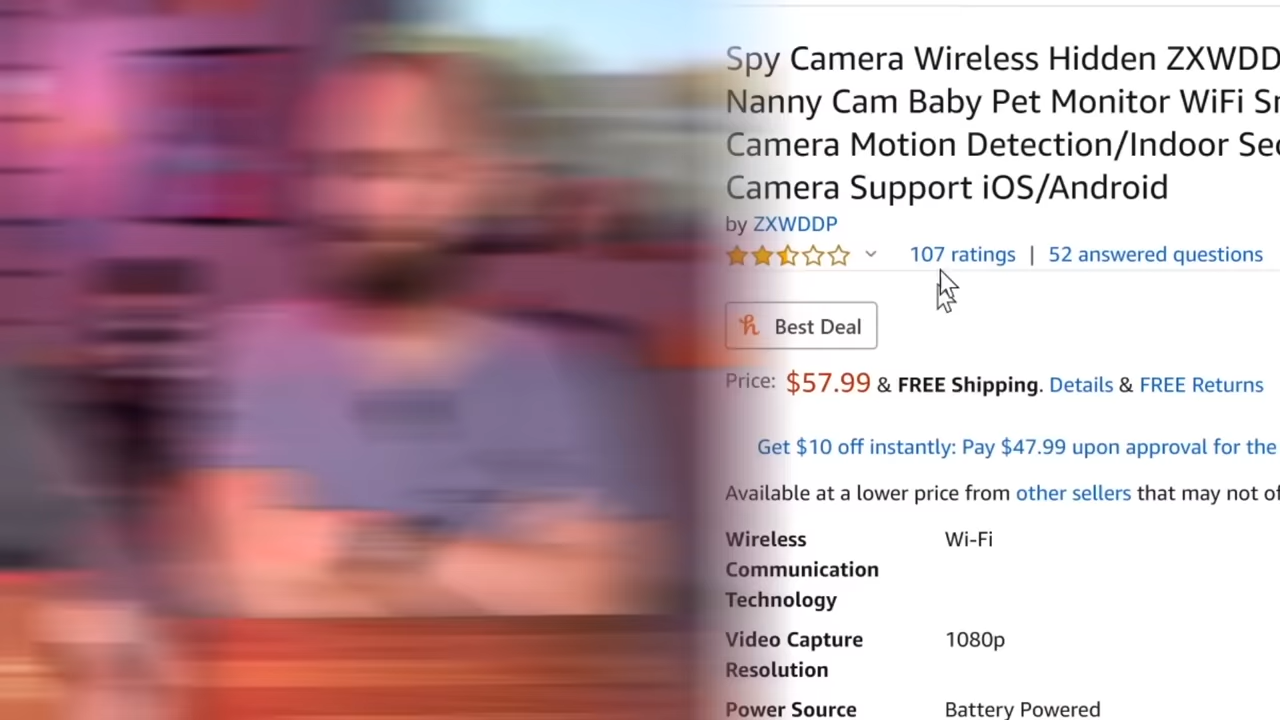 Spy Camera Wireless Hidden ZXWDD
Nanny Cam Baby Pet Monitor WiFi
Camera Motion Detection/Indoor
Camera Support iOS/Android
by ZXWDDP
107 ratings | 52 answered questions
Best Deal
Price: $57.99 & FREE Shipping. Details & FREE Returns
Get $10 off instantly: Pay $47.99 upon approval for the
Available at a lower price from other sellers that may not
Wireless Wi-Fi
Communication
Technology
Video Capture 1080p
Resolution
Power Source Battery Powered